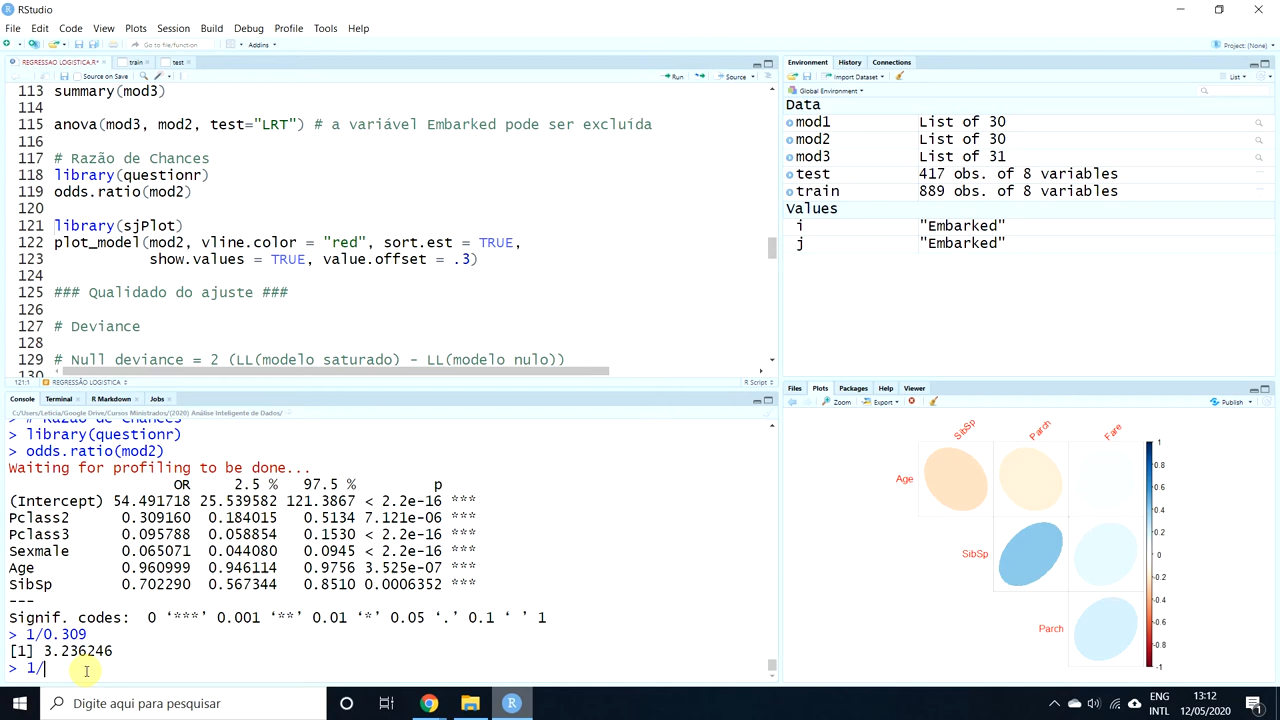 RStudio
File Edit Code View Plots Session Build Debug Profile Tools Help
Go to file/function Addins Project: (None)
REGRESSÃO LOGISTICA.R* train test
Source on Save Run Source
113 summary(mod3)
114
115 anova(mod3, mod2, test="LRT") # a variável Embarked pode ser excluída
116
117 # Razão de Chances
118 library(questionr)
119 odds.ratio(mod2)
120
121 library(sjPlot)
122 plot_model(mod2, vline.color = "red", sort.est = TRUE,
123 show.values = TRUE, value.offset = .3)
124
125 ### Qualidado do ajuste ###
126
127 # Deviance
128
129 # Null deviance = 2 (LL(modelo saturado) - LL(modelo nulo))
130
121:1 REGRESSÃO LOGISTICA R Script
Console Terminal R Markdown Jobs
C:/Users/Leticia/Google Drive/Cursos Ministrados/(2020) Análise Inteligente de Dados/
> # Razão de Chances
> library(questionr)
> odds.ratio(mod2)
Waiting for profiling to be done...
OR 2.5 % 97.5 % p
(Intercept) 54.491718 25.539582 121.3867 < 2.2e-16 ***
Pclass2 0.309160 0.184015 0.5134 7.121e-06 ***
Pclass3 0.095788 0.058854 0.1530 < 2.2e-16 ***
Sexmale 0.065071 0.044080 0.0945 < 2.2e-16 ***
Age 0.960999 0.946114 0.9756 3.525e-07 ***
SibSp 0.702290 0.567344 0.8510 0.0006352 ***
---
Signif. codes: 0 ‘***’ 0.001 ‘**’ 0.01 ‘*’ 0.05 ‘.’ 0.1 ‘ ’ 1
> 1/0.309
[1] 3.236246
> 1/
Environment History Connections
Import Dataset List
Global Environment
Data
mod1 List of 30
mod2 List of 30
mod3 List of 31
test 417 obs. of 8 variables
train 889 obs. of 8 variables
Values
i "Embarked"
j "Embarked"
Files Plots Packages Help Viewer
Zoom Export Publish
SibSp Parch Fare
Age
SibSp
Parch
1
0.8
0.6
0.4
0.2
0
-0.2
-0.4
-0.6
-0.8
-1
Digite aqui para pesquisar
ENG 13:12
INTL 12/05/2020
1